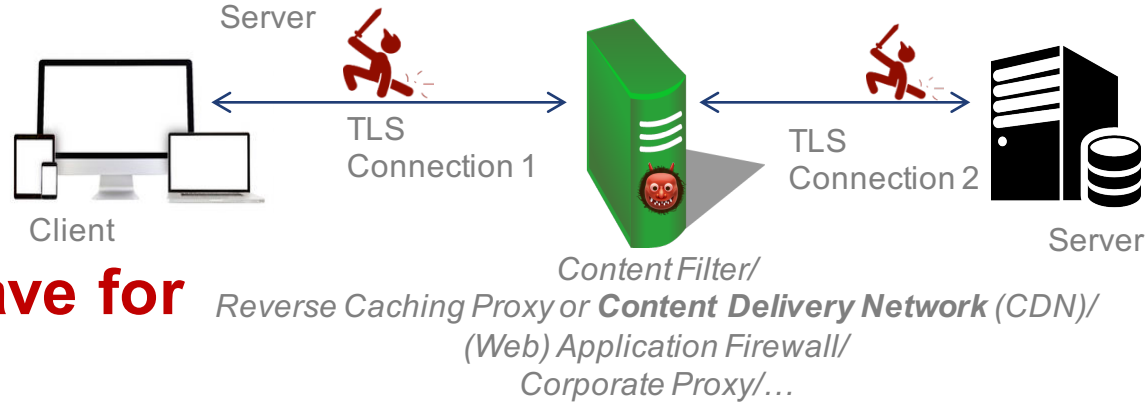 Server
TLS
Connection 1
TLS
Connection 2
Client
Server
ave for
Content Filter/
Reverse Caching Proxy or Content Delivery Network (CDN)/
(Web) Application Firewall/
Corporate Proxy/…